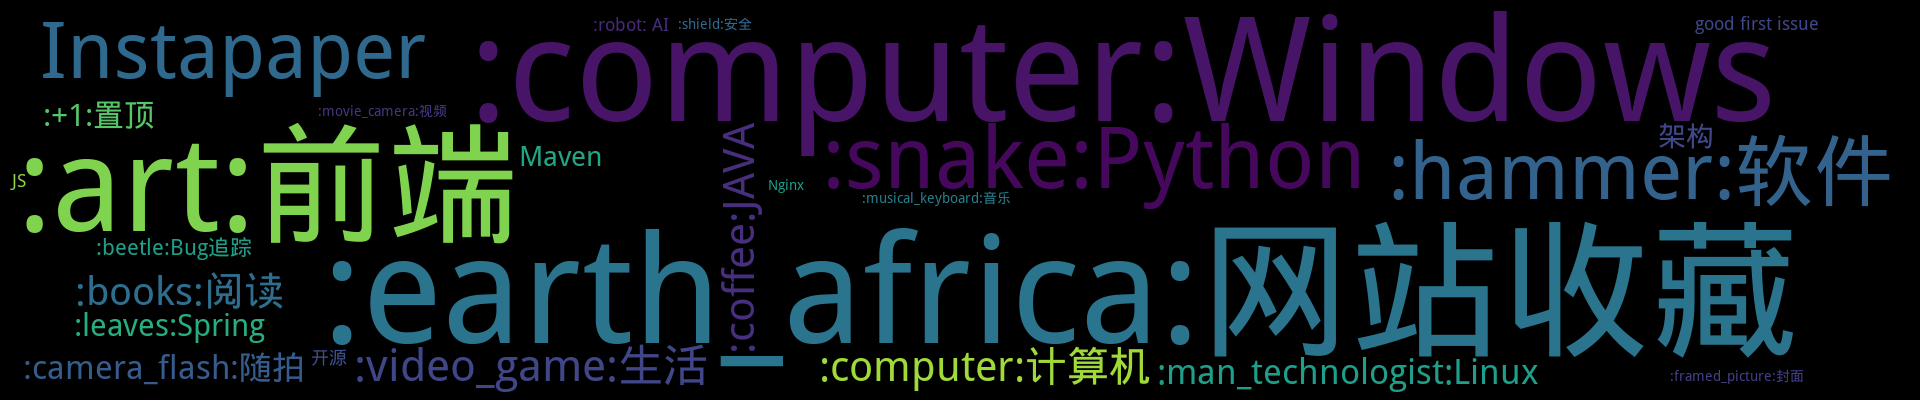 Instapaper
:robot: AI
:shield:安全
:computer:Windows
good first issue
:+1:置顶
:movie_camera:视频
:art:前端
JS
Maven
:coffee:JAVA
Nginx
:snake:Python
:musical_keyboard:音乐
架构
:hammer:软件
:beetle:Bug追踪
:books:阅读
:earth_africa:网站收藏
:leaves:Spring
:camera_flash:随拍
开源
:video_game:生活
:computer:计算机
:man_technologist:Linux
:framed_picture:封面